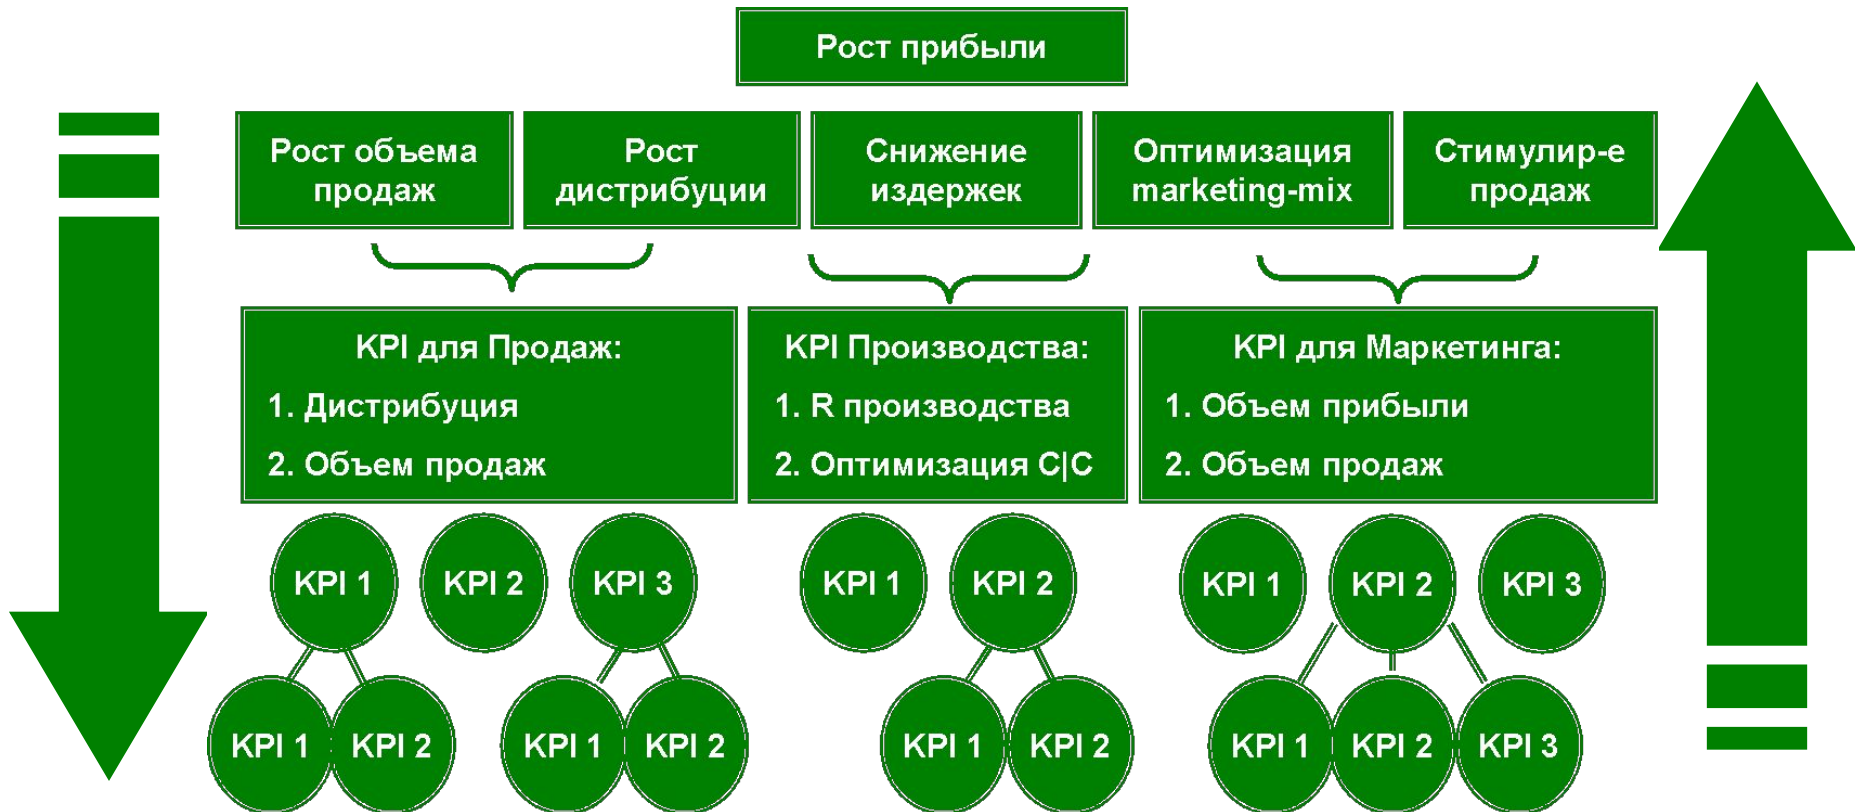 Рост прибыли
Рост объема
продаж
Рост
дистрибуции
Снижение
издержек
Оптимизация
marketing-mix
Стимулир-е
продаж
KPI для Продаж:
1. Дистрибуция
2. Объем продаж
KPI Производства:
1. R производства
2. Оптимизация C|C
KPI для Маркетинга:
1. Объем прибыли
2. Объем продаж
KPI 1
KPI 2
KPI 3
KPI 1
KPI 2
KPI 1
KPI 2
KPI 3
KPI 1
KPI 2
KPI 1
KPI 2
KPI 1
KPI 2
KPI 1
KPI 2
KPI 3